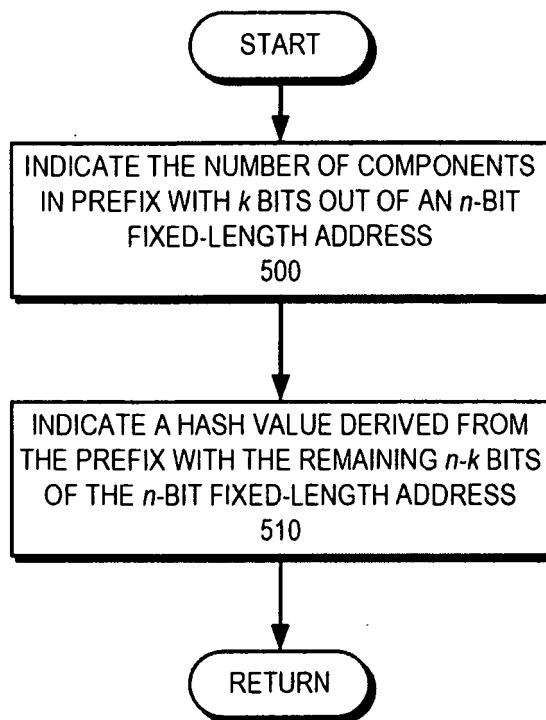 START
INDICATE THE NUMBER OF COMPONENTS
IN PREFIX WITH k BITS OUT OF AN n-BIT
FIXED-LENGTH ADDRESS
500
INDICATE A HASH VALUE DERIVED FROM
THE PREFIX WITH THE REMAINING n-k BITS
OF THE n-BIT FIXED-LENGTH ADDRESS
510
RETURN